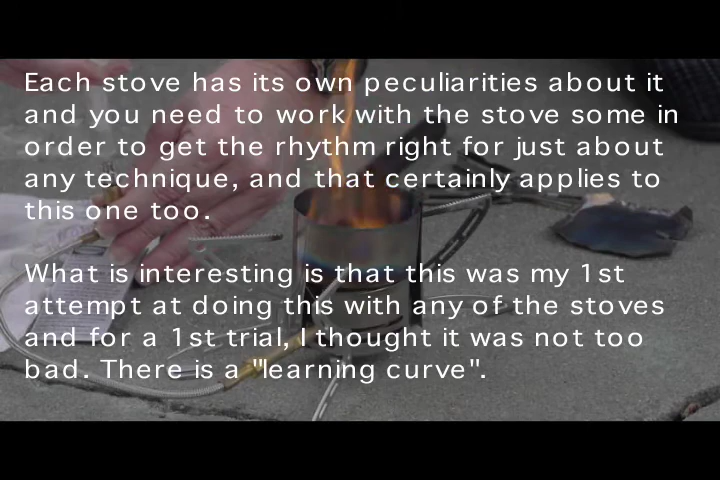 Each stove has its own peculiarities about it
and you need to work with the stove some in
order to get the rhythm right for just about
any technique, and that certainly applies to
this one too.
What is interesting is that this was my 1st
attempt at doing this with any of the stoves
and for a 1st trial, I thought it was not too
bad. There is a "learning curve".